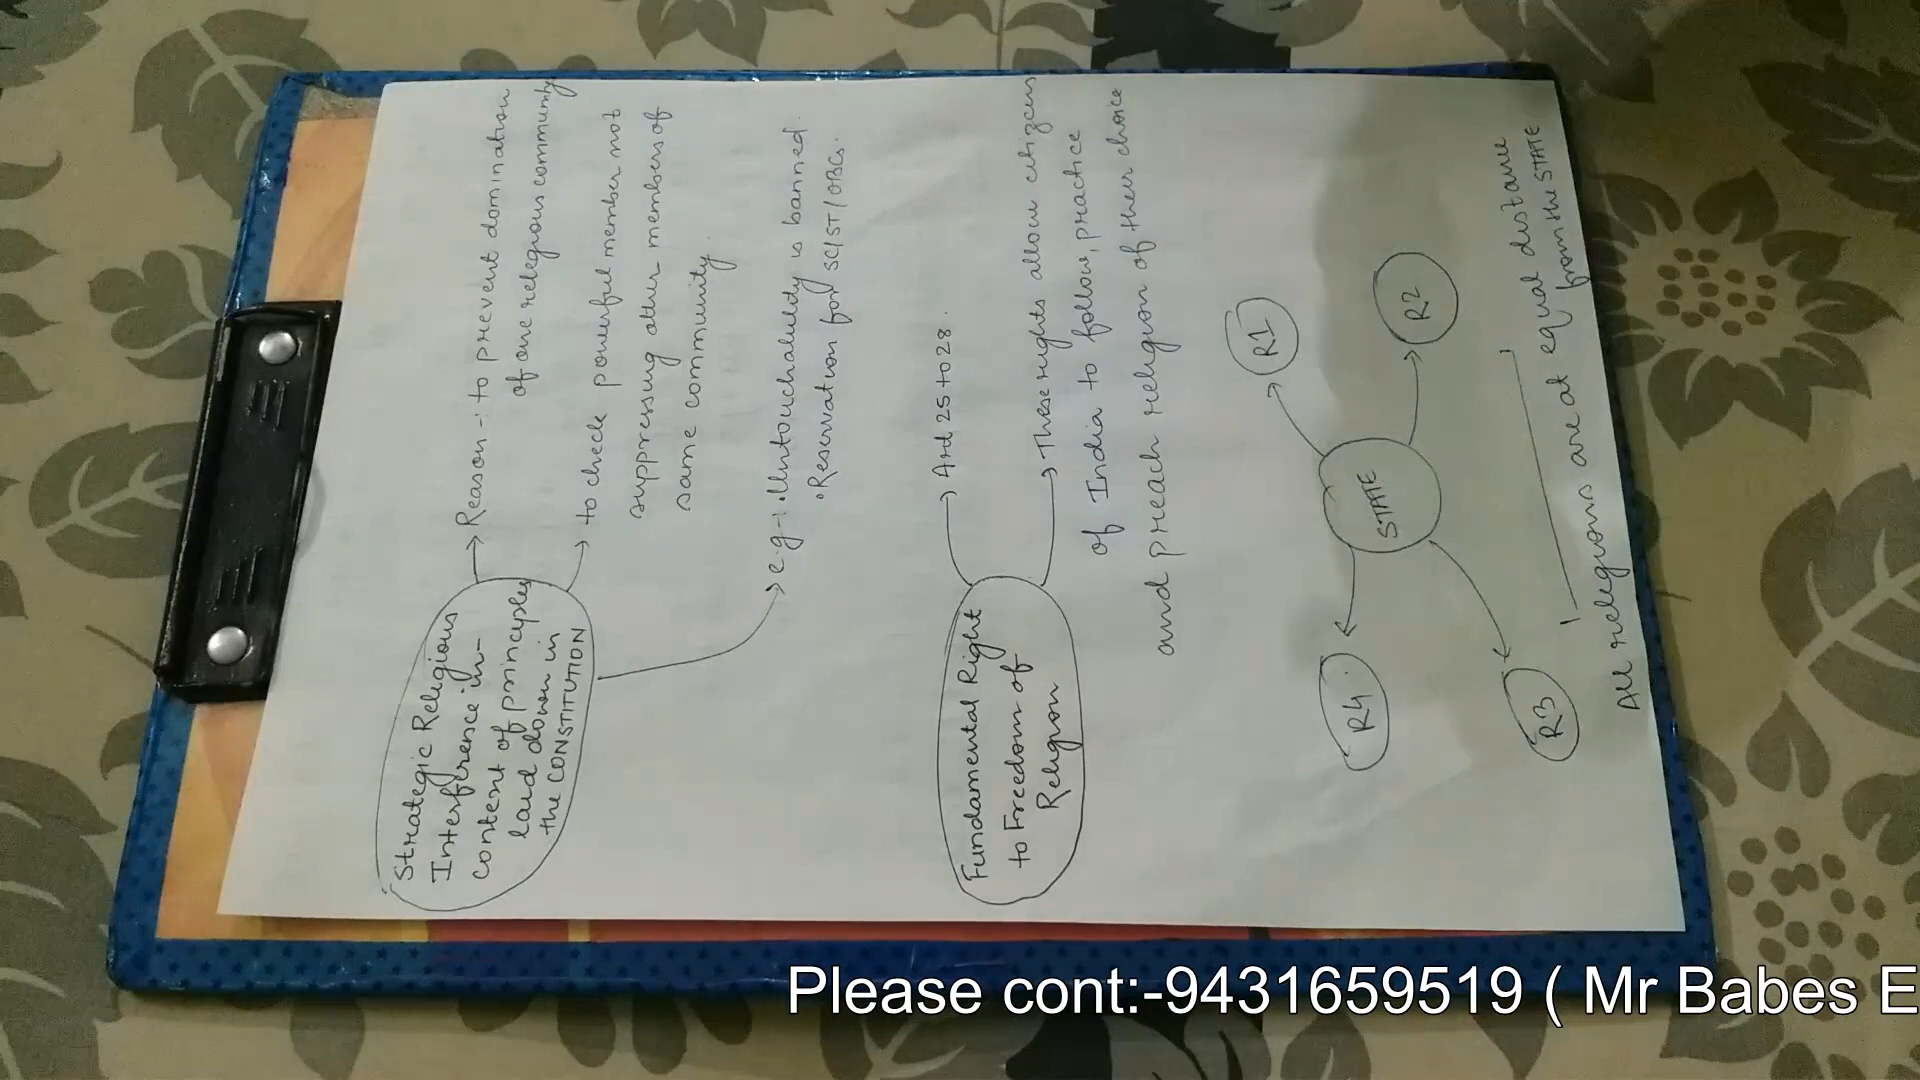 Strategic Religious
Interference in-
context of principles
laid down in
the CONSTITUTION
→ Reason -: to prevent domination
of one religious community
→ to check powerful member not
suppressing other members of
same community.
→ e.g-: • Untouchability is banned.
• Reservation for SC/ST/OBCs.
Fundamental Right
to Freedom of
Religion
→ Art 25 to 28.
→ These rights allow citizens
of India to follow, practice
and preach religion of their choice
R1
R2
STATE
R4.
R3
All religions are at equal distance
from the STATE
Please cont:-9431659519 ( Mr Babes E